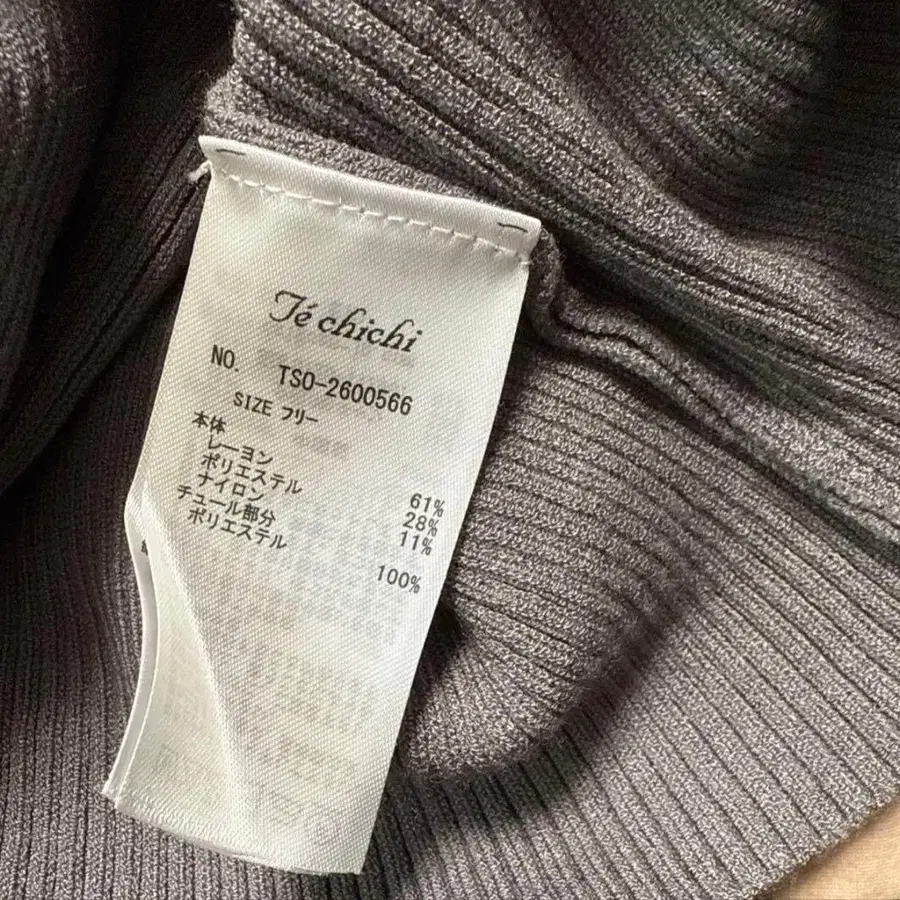 Té chichi
NO. TSO-2600566
SIZE フリー
本体
レーヨン 61%
ポリエステル 28%
ナイロン 11%
チュール部分
ポリエステル 100%